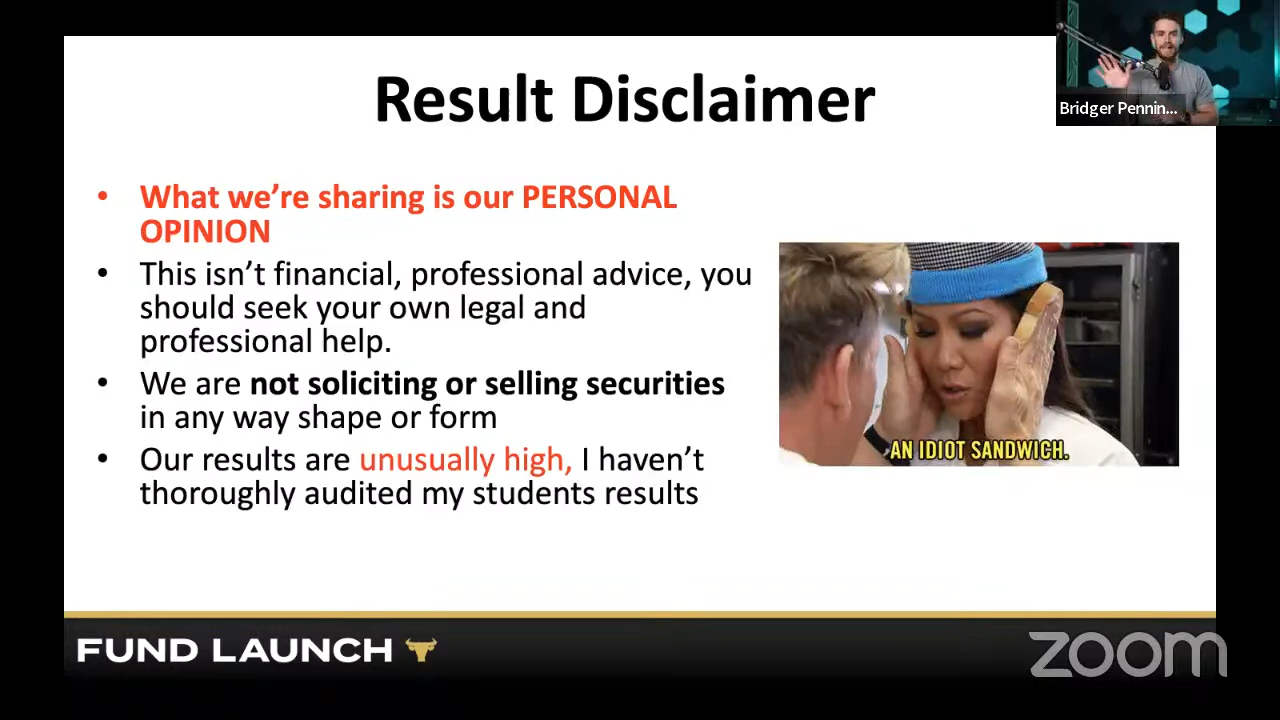 Result Disclaimer
Bridger Pennin...
• What we’re sharing is our PERSONAL
OPINION
• This isn’t financial, professional advice, you
should seek your own legal and
professional help.
• We are not soliciting or selling securities
in any way shape or form
• Our results are unusually high, I haven’t
thoroughly audited my students results
AN IDIOT SANDWICH.
FUND LAUNCH
zoom